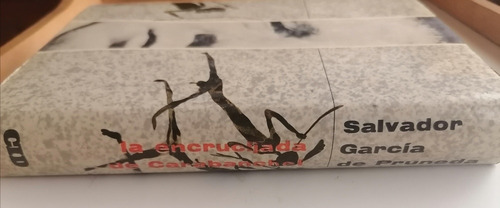 la encrucijada
de Carabanchel
Salvador
García
de Pruneda